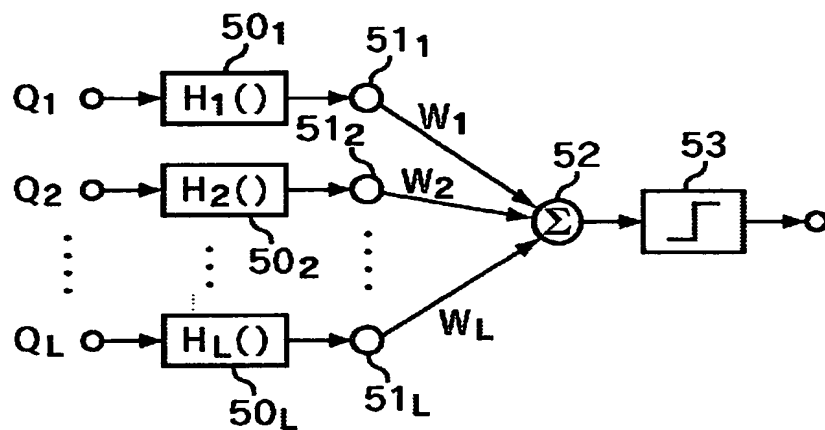 50₁
51₁
Q₁ H₁() W₁
51₂
52
53
Q₂ H₂() W₂
Σ
50₂
Q_L H_L() W_L
50_L
51_L